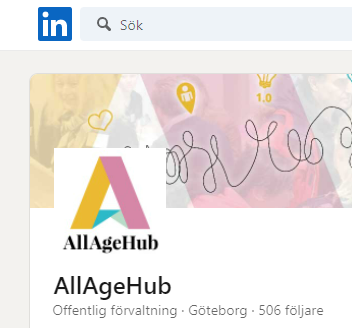 in
Sök
1.0
AllAgeHub
AllAgeHub
Offentlig förvaltning · Göteborg · 506 följare